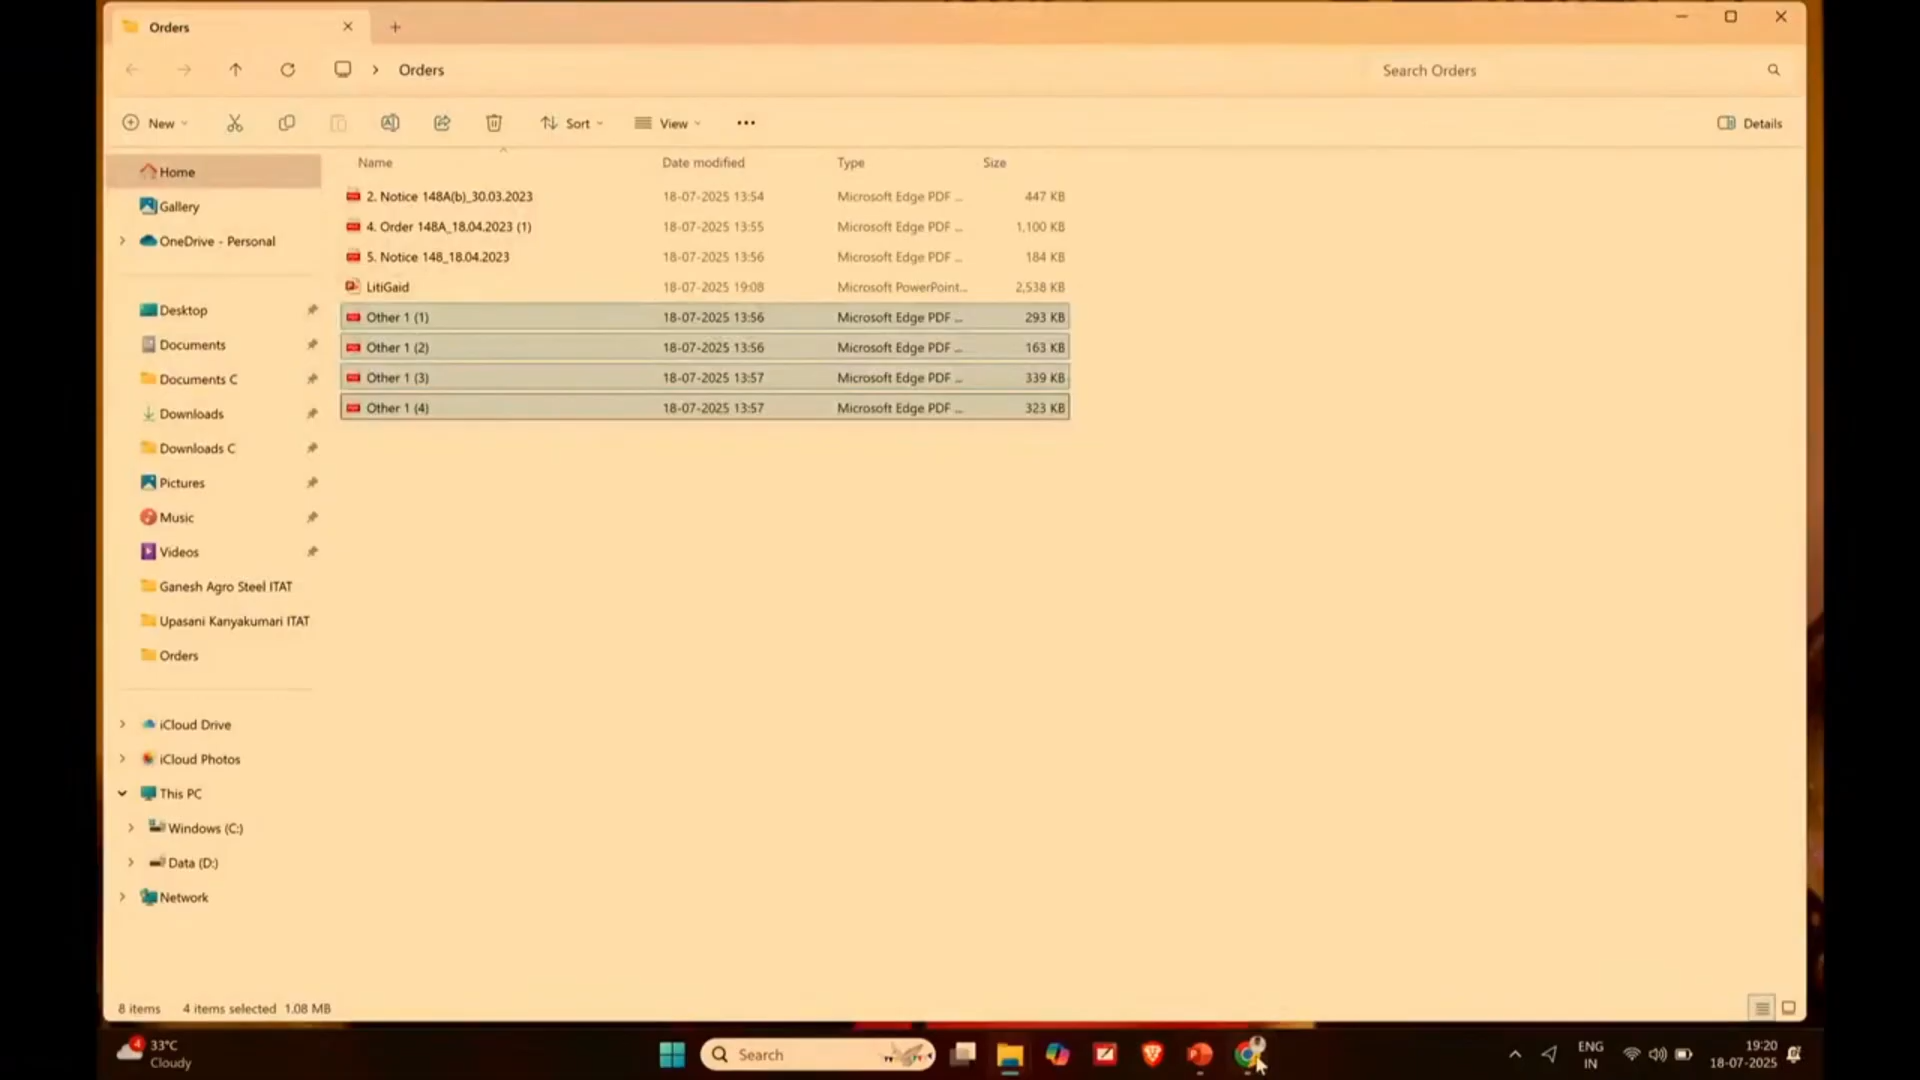 Orders
Orders
Search Orders
New
Sort
View
Details
Name Date modified Type Size
Home
2. Notice 148A(b)_30.03.2023 18-07-2025 13:54 Microsoft Edge PDF ... 447 KB
Gallery
4. Order 148A_18.04.2023 (1) 18-07-2025 13:55 Microsoft Edge PDF ... 1,100 KB
OneDrive - Personal
5. Notice 148_18.04.2023 18-07-2025 13:56 Microsoft Edge PDF ... 184 KB
LitiGaid 18-07-2025 19:08 Microsoft PowerPoint... 2,538 KB
Desktop
Other 1 (1) 18-07-2025 13:56 Microsoft Edge PDF ... 293 KB
Documents
Other 1 (2) 18-07-2025 13:56 Microsoft Edge PDF ... 163 KB
Documents C
Other 1 (3) 18-07-2025 13:57 Microsoft Edge PDF ... 339 KB
Downloads
Other 1 (4) 18-07-2025 13:57 Microsoft Edge PDF ... 323 KB
Downloads C
Pictures
Music
Videos
Ganesh Agro Steel ITAT
Upasani Kanyakumari ITAT
Orders
iCloud Drive
iCloud Photos
This PC
Windows (C:)
Data (D:)
Network
8 items 4 items selected 1.08 MB
4
33°C
Cloudy
Search
ENG
IN
19:20
18-07-2025